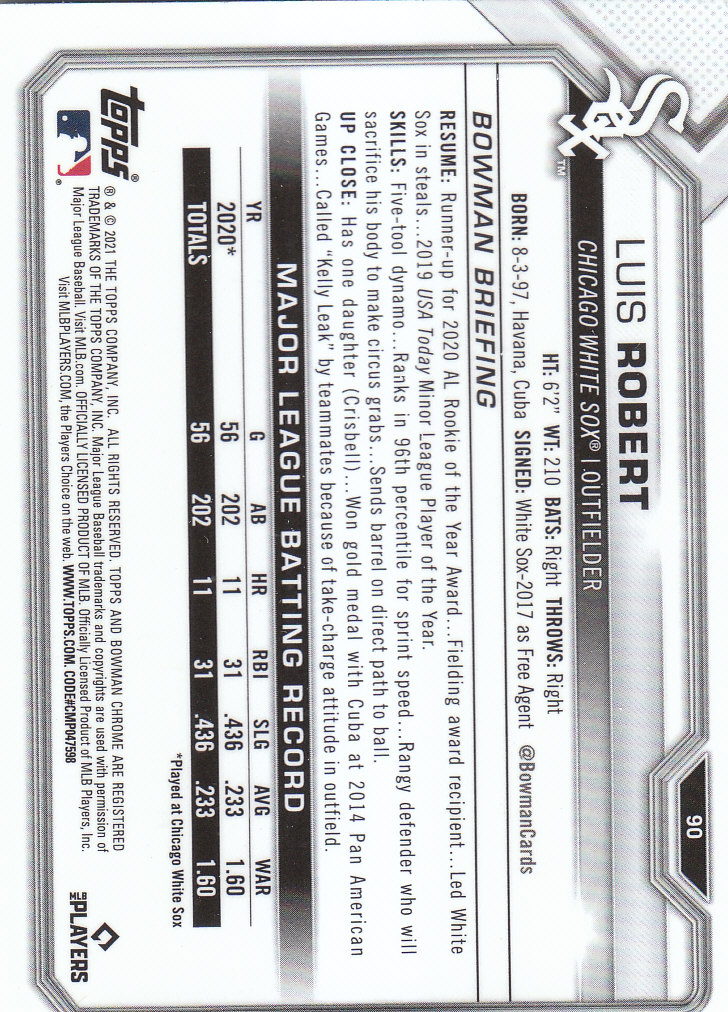 90
Sox™
LUIS ROBERT
CHICAGO WHITE SOX® | OUTFIELDER
HT: 6'2" WT: 210 BATS: Right THROWS: Right
BORN: 8-3-97, Havana, Cuba SIGNED: White Sox-2017 as Free Agent @BowmanCards
BOWMAN BRIEFING
RESUME: Runner-up for 2020 AL Rookie of the Year Award...Fielding award recipient...Led White
Sox in steals...2019 USA Today Minor League Player of the Year.
SKILLS: Five-tool dynamo...Ranks in 96th percentile for sprint speed...Rangy defender who will
sacrifice his body to make circus grabs...Sends barrel on direct path to ball.
UP CLOSE: Has one daughter (Crisbell)...Won gold medal with Cuba at 2014 Pan American
Games...Called "Kelly Leak" by teammates because of take-charge attitude in outfield.
MAJOR LEAGUE BATTING RECORD
YR G AB HR RBI SLG AVG WAR
2020* 56 202 11 31 .436 .233 1.60
TOTALS 56 202 11 31 .436 .233 1.60
*Played at Chicago White Sox
topps®
® & © 2021 THE TOPPS COMPANY, INC. ALL RIGHTS RESERVED. TOPPS AND BOWMAN CHROME ARE REGISTERED
TRADEMARKS OF THE TOPPS COMPANY, INC. Major League Baseball trademarks and copyrights are used with permission of
Major League Baseball. Visit MLB.com. OFFICIALLY LICENSED PRODUCT OF MLB. Officially Licensed Product of MLB Players, Inc.
Visit MLBPLAYERS.COM, the Players Choice on the web. WWW.TOPPS.COM. CODE#CMP047598
MLB PLAYERS